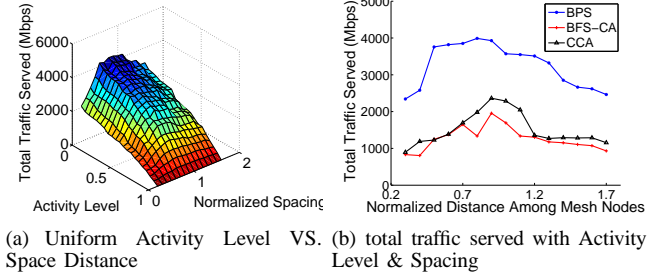 Total Traffic Served (Mbps)
6000
4000
2000
0
0
0.5
1
0
1
2
Activity Level
Normalized Spacing
Total Traffic Served (Mbps)
5000
4000
3000
2000
1000
0
0.2
0.7
1.2
1.7
Normalized Distance Among Mesh Nodes
BPS
BFS-CA
CCA
(a) Uniform Activity Level VS.
Space Distance
(b) total traffic served with Activity
Level & Spacing